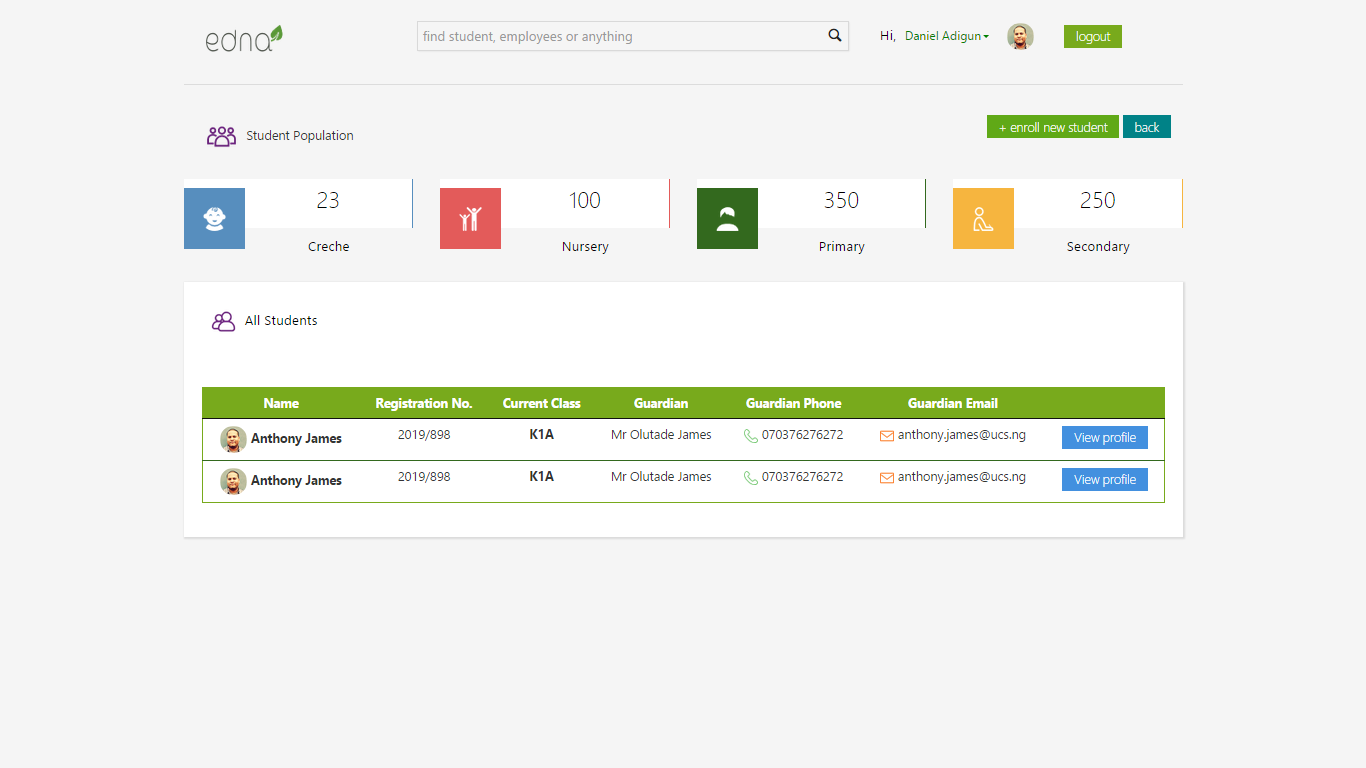 edna
find student, employees or anything
Hi, Daniel Adigun
logout
Student Population
+ enroll new student
back
23
Creche
100
Nursery
350
Primary
250
Secondary
All Students
Name Registration No. Current Class Guardian Guardian Phone Guardian Email
Anthony James 2019/898 K1A Mr Olutade James 070376276272 anthony.james@ucs.ng View profile
Anthony James 2019/898 K1A Mr Olutade James 070376276272 anthony.james@ucs.ng View profile